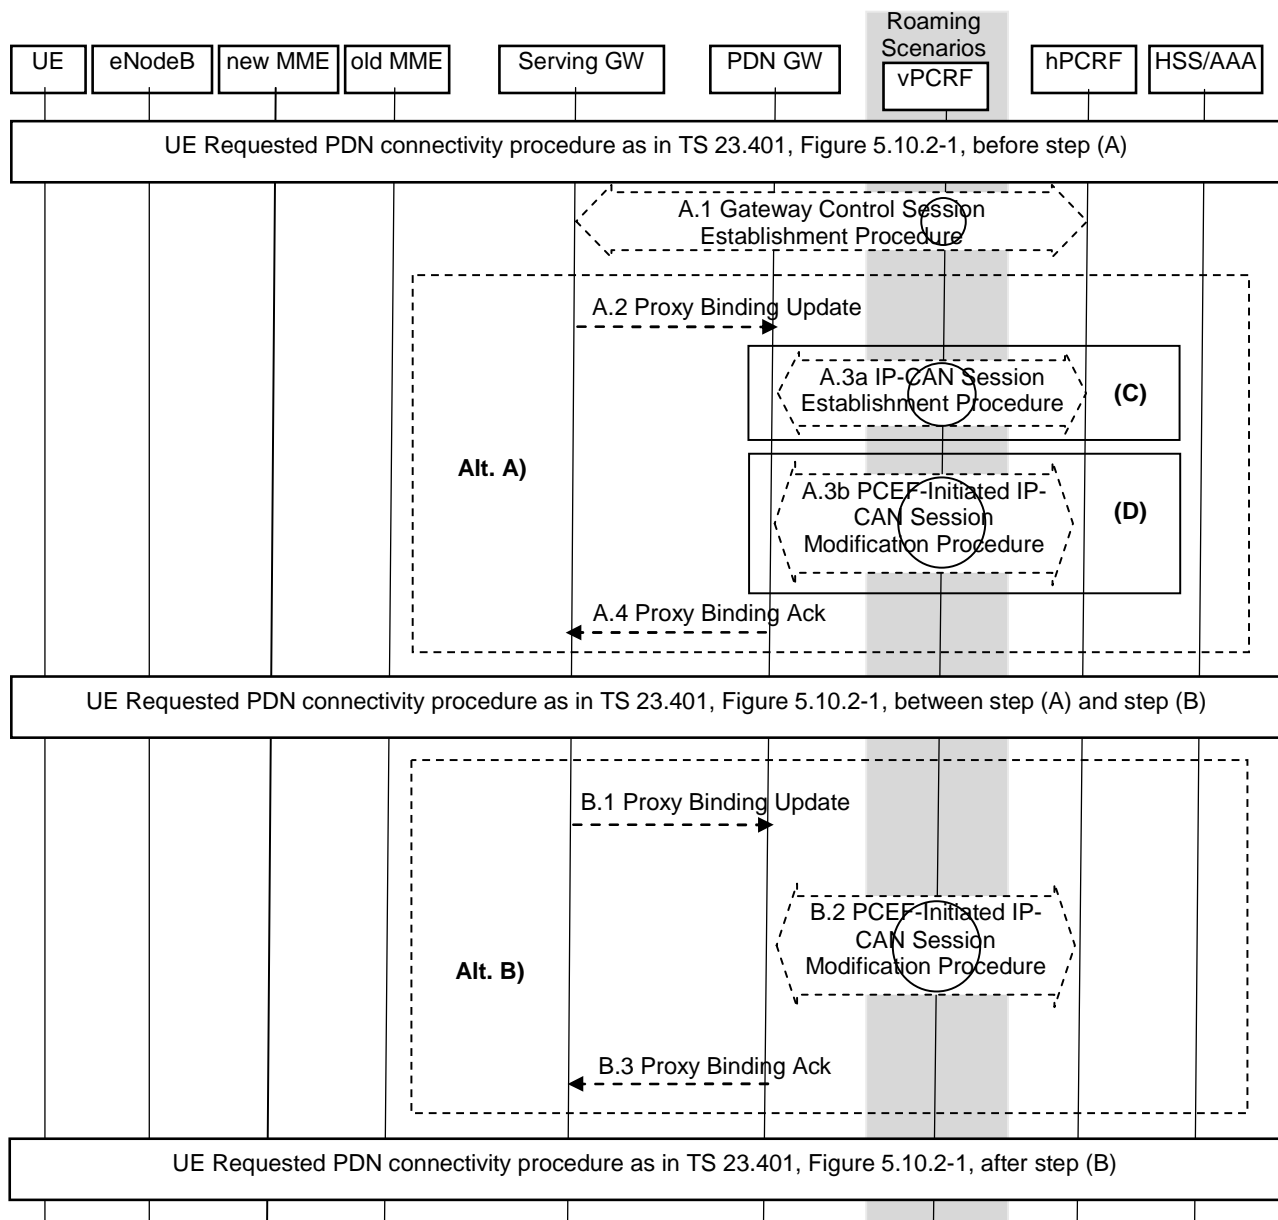 Roaming
Scenarios
UE
eNodeB
new MME
old MME
Serving GW
PDN GW
vPCRF
hPCRF
HSS/AAA
UE Requested PDN connectivity procedure as in TS 23.401, Figure 5.10.2-1, before step (A)
A.1 Gateway Control Session
Establishment Procedure
A.2 Proxy Binding Update
A.3a IP-CAN Session
Establishment Procedure
(C)
Alt. A)
A.3b PCEF-Initiated IP-
CAN Session
Modification Procedure
(D)
A.4 Proxy Binding Ack
UE Requested PDN connectivity procedure as in TS 23.401, Figure 5.10.2-1, between step (A) and step (B)
B.1 Proxy Binding Update
B.2 PCEF-Initiated IP-
CAN Session
Modification Procedure
Alt. B)
B.3 Proxy Binding Ack
UE Requested PDN connectivity procedure as in TS 23.401, Figure 5.10.2-1, after step (B)